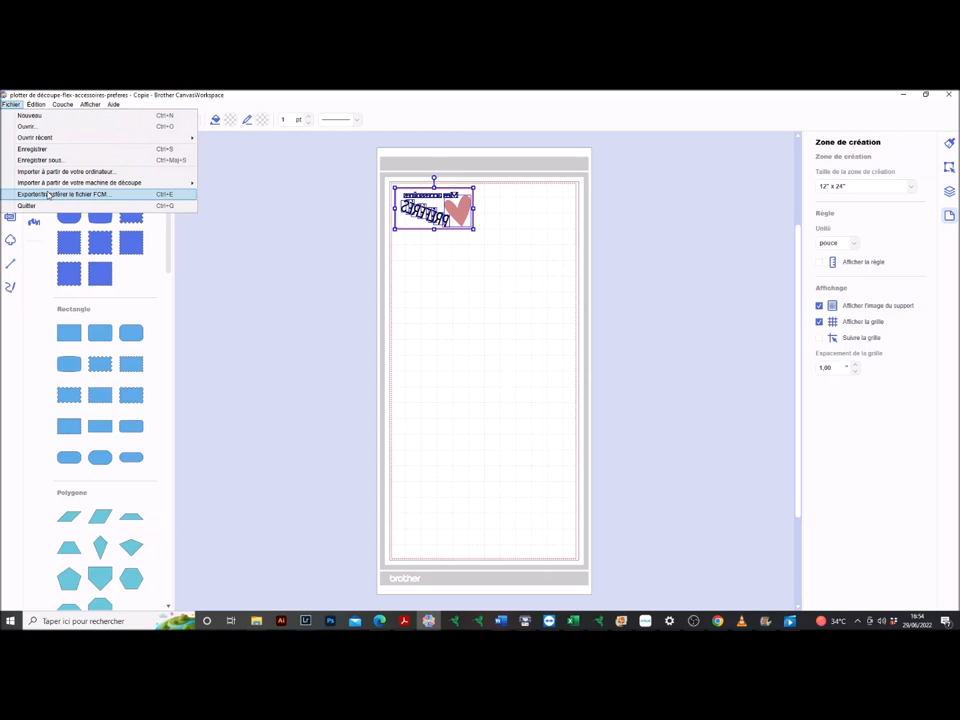 plotter de découpe-flex-accessoires-preferes - Copie - Brother CanvasWorkspace
Fichier Édition Couche Afficher Aide
Nouveau Ctrl+N
Ouvrir... Ctrl+O
Ouvrir récent
Enregistrer Ctrl+S
Enregistrer sous... Ctrl+Maj+S
Importer à partir de votre ordinateur...
Importer à partir de votre machine de découpe
Exporter/transférer le fichier FCM... Ctrl+E
Quitter Ctrl+Q
1 pt
Rectangle
Polygone
PRÉFÉRÉS
brother
Zone de création
Zone de création
Taille de la zone de création
12" x 24"
Règle
Unité
pouce
Afficher la règle
Affichage
Afficher l'image du support
Afficher la grille
Suivre la grille
Espacement de la grille
1,00 "
Taper ici pour rechercher
34°C
16:54
29/06/2022